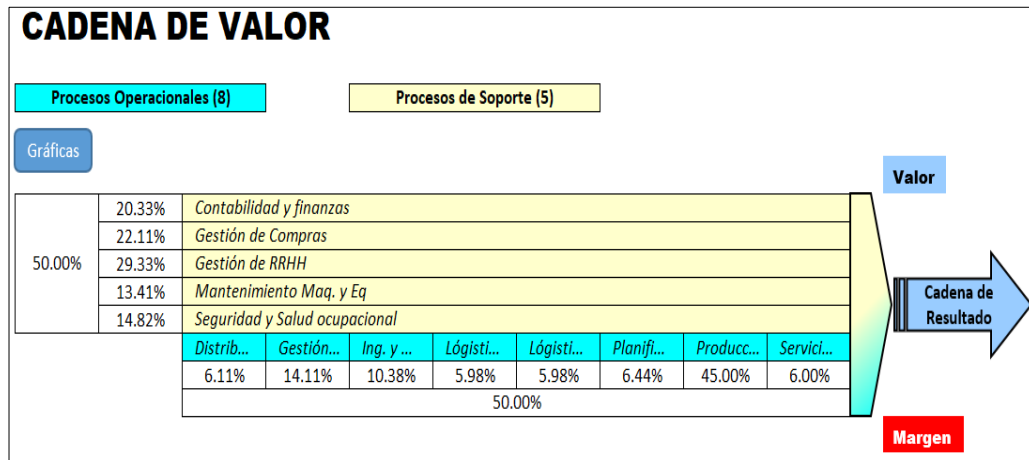 CADENA DE VALOR
Procesos Operacionales (8)
Procesos de Soporte (5)
Gráficas
Valor
50.00%
20.33% Contabilidad y finanzas
22.11% Gestión de Compras
29.33% Gestión de RRHH
13.41% Mantenimiento Maq. y Eq
14.82% Seguridad y Salud ocupacional
Cadena de
Resultado
Distrib... Gestión... Ing. y ... Lógisti... Lógisti... Planifi... Producc... Servici...
6.11% 14.11% 10.38% 5.98% 5.98% 6.44% 45.00% 6.00%
50.00%
Margen